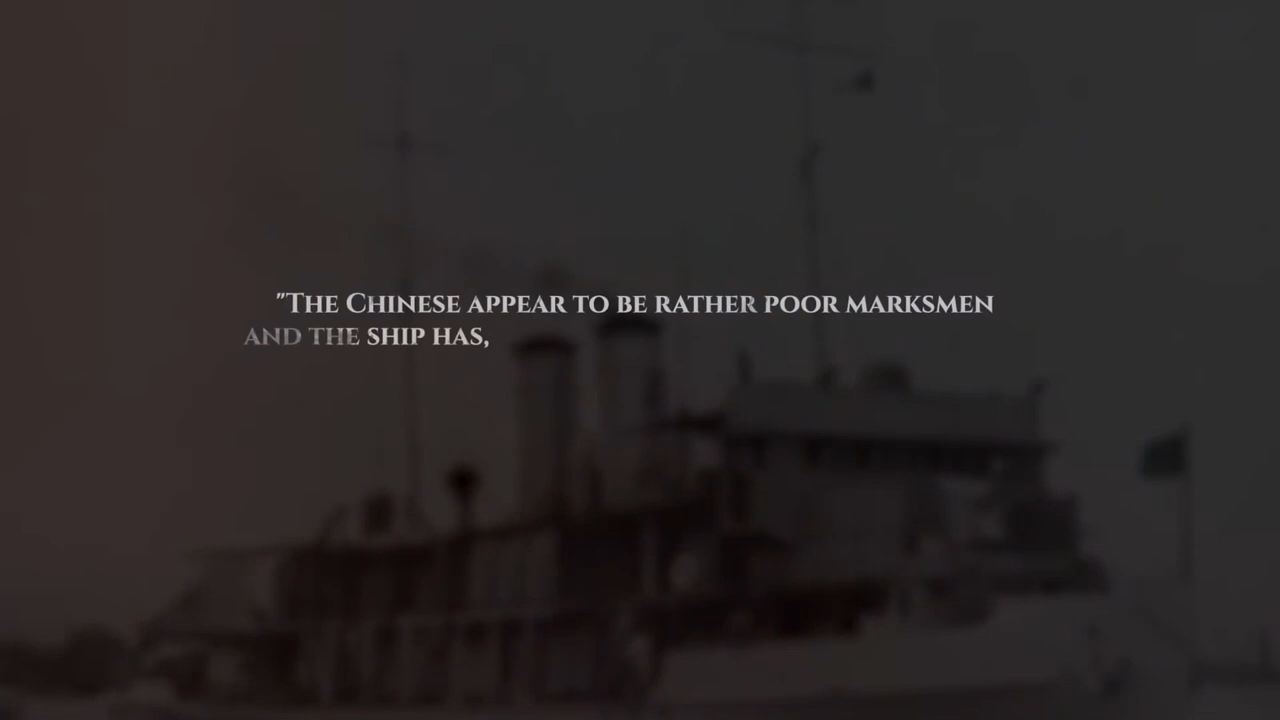 "The Chinese appear to be rather poor marksmen
and the ship has,